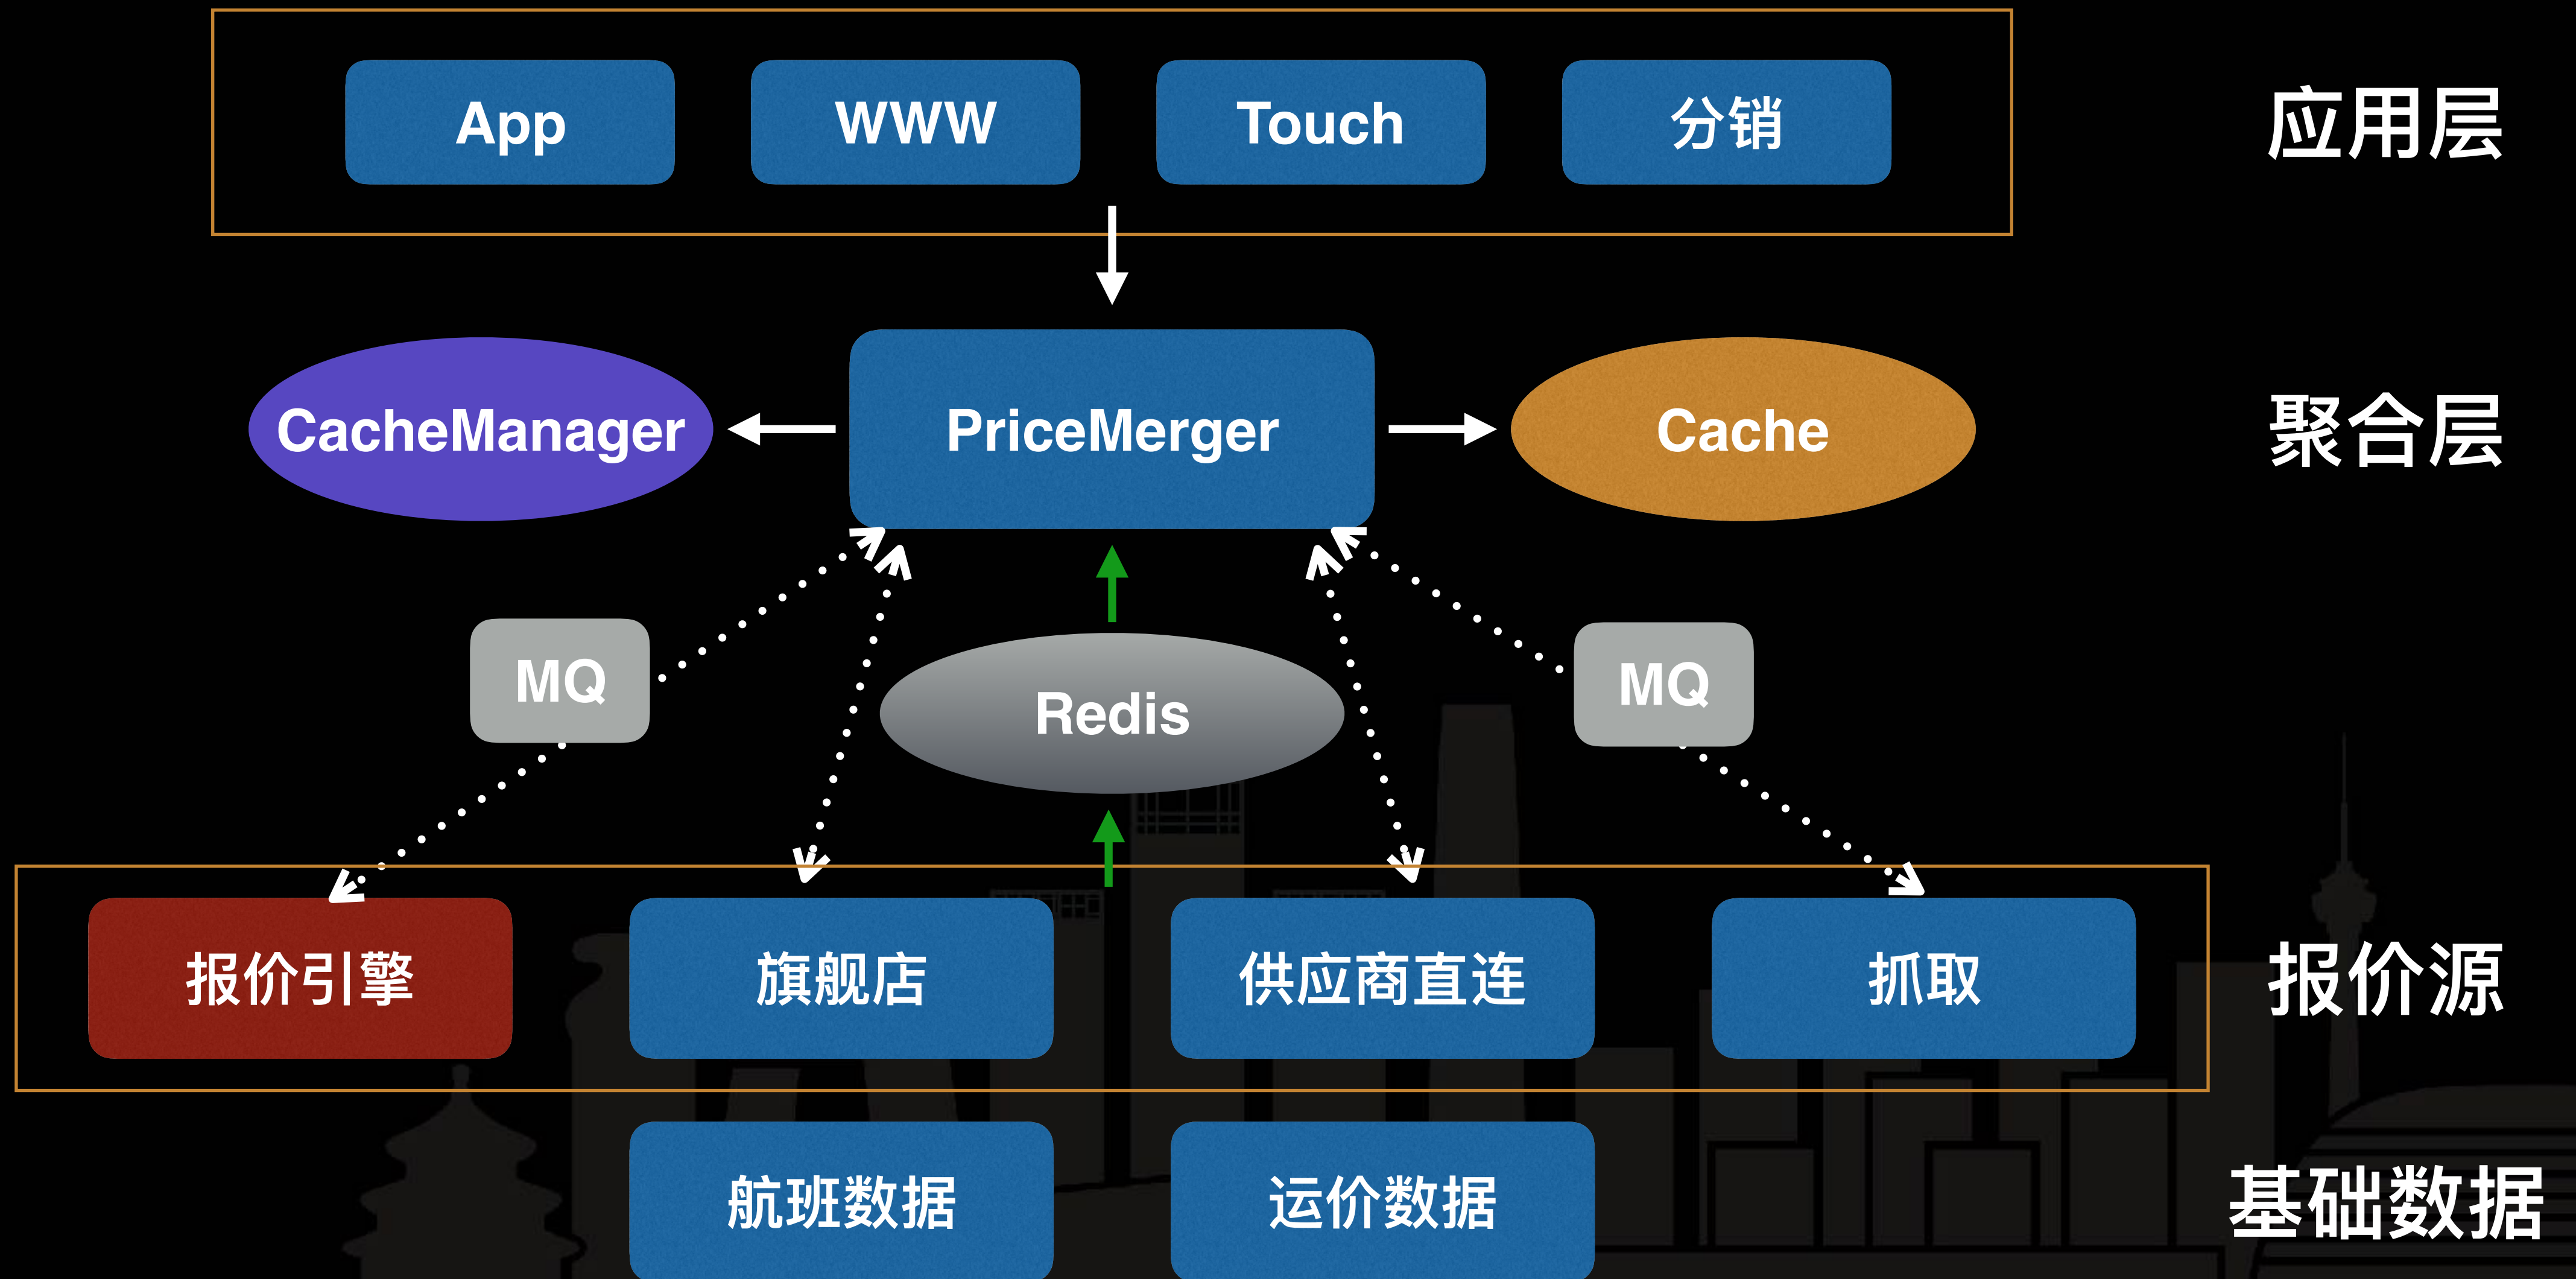 App
WWW
Touch
分销
应用层
CacheManager
PriceMerger
Cache
聚合层
MQ
Redis
MQ
报价引擎
旗舰店
供应商直连
抓取
报价源
航班数据
运价数据
基础数据